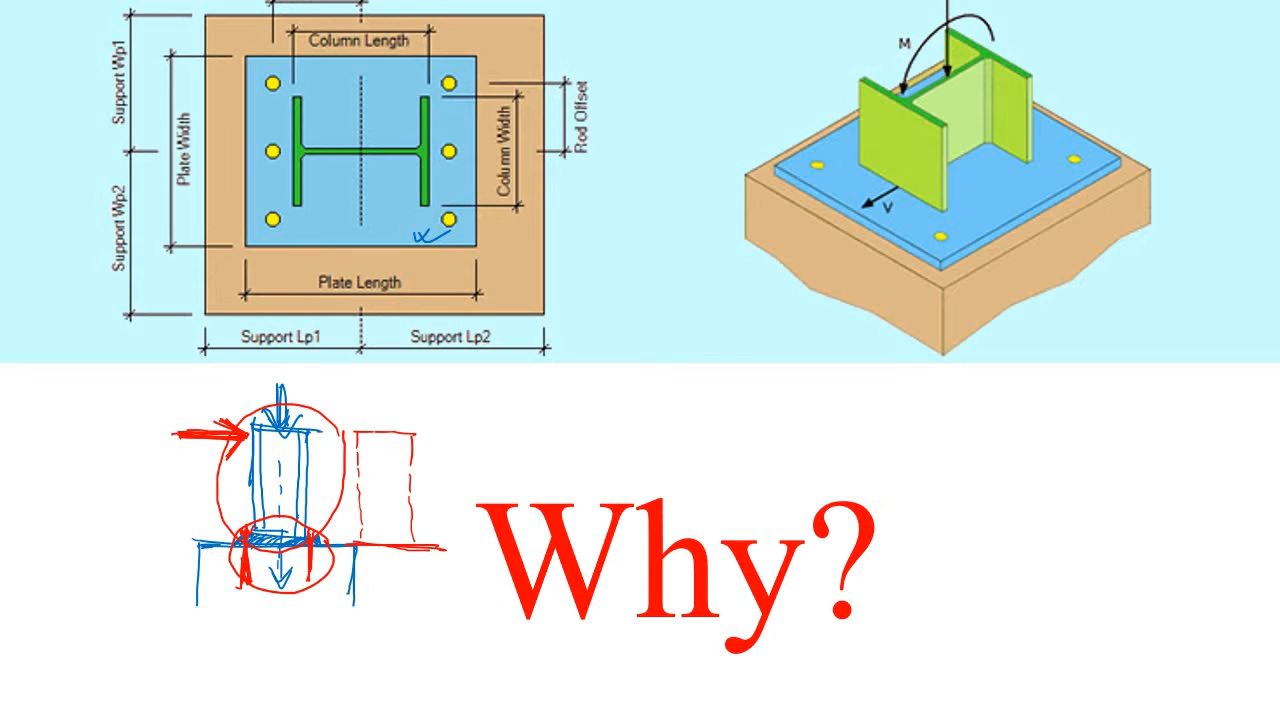 Column Length
Support Wp1
Plate Width
Column Width
Rod Offset
Support Wp2
Plate Length
Support Lp1
Support Lp2
M
V
Why?